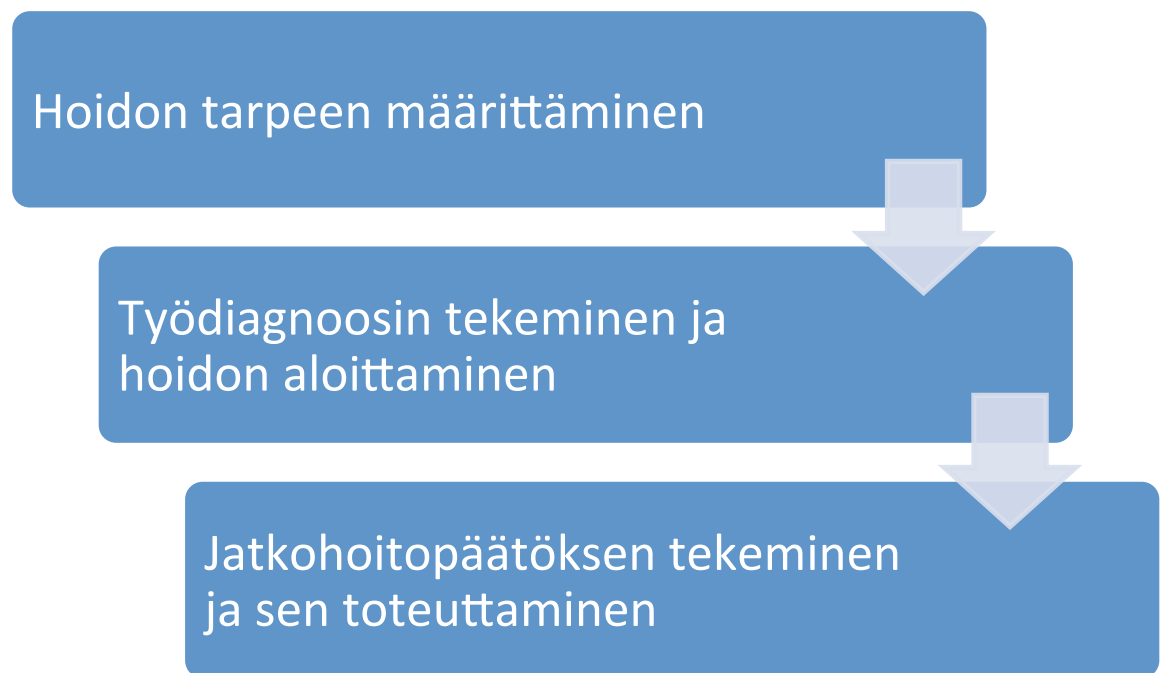 Hoidon tarpeen määrittäminen
Työdiagnoosin tekeminen ja
hoidon aloittaminen
Jatkohoitopäätöksen tekeminen
ja sen toteuttaminen